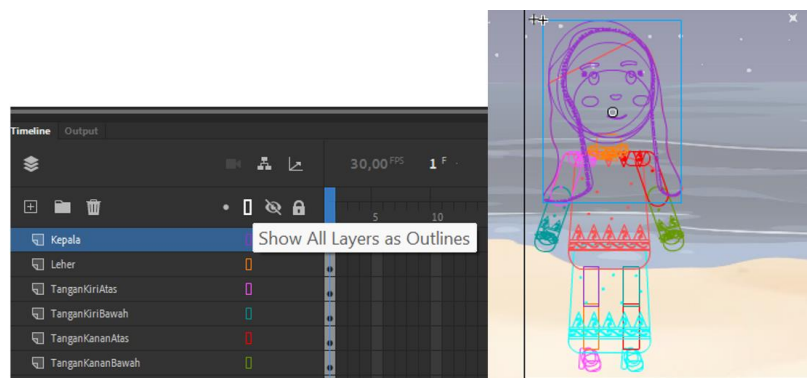 Timeline Output
30,00 FPS 1 F
5 10
Show All Layers as Outlines
Kepala
Leher
TanganKiriAtas
TanganKiriBawah
TanganKananAtas
TanganKananBawah